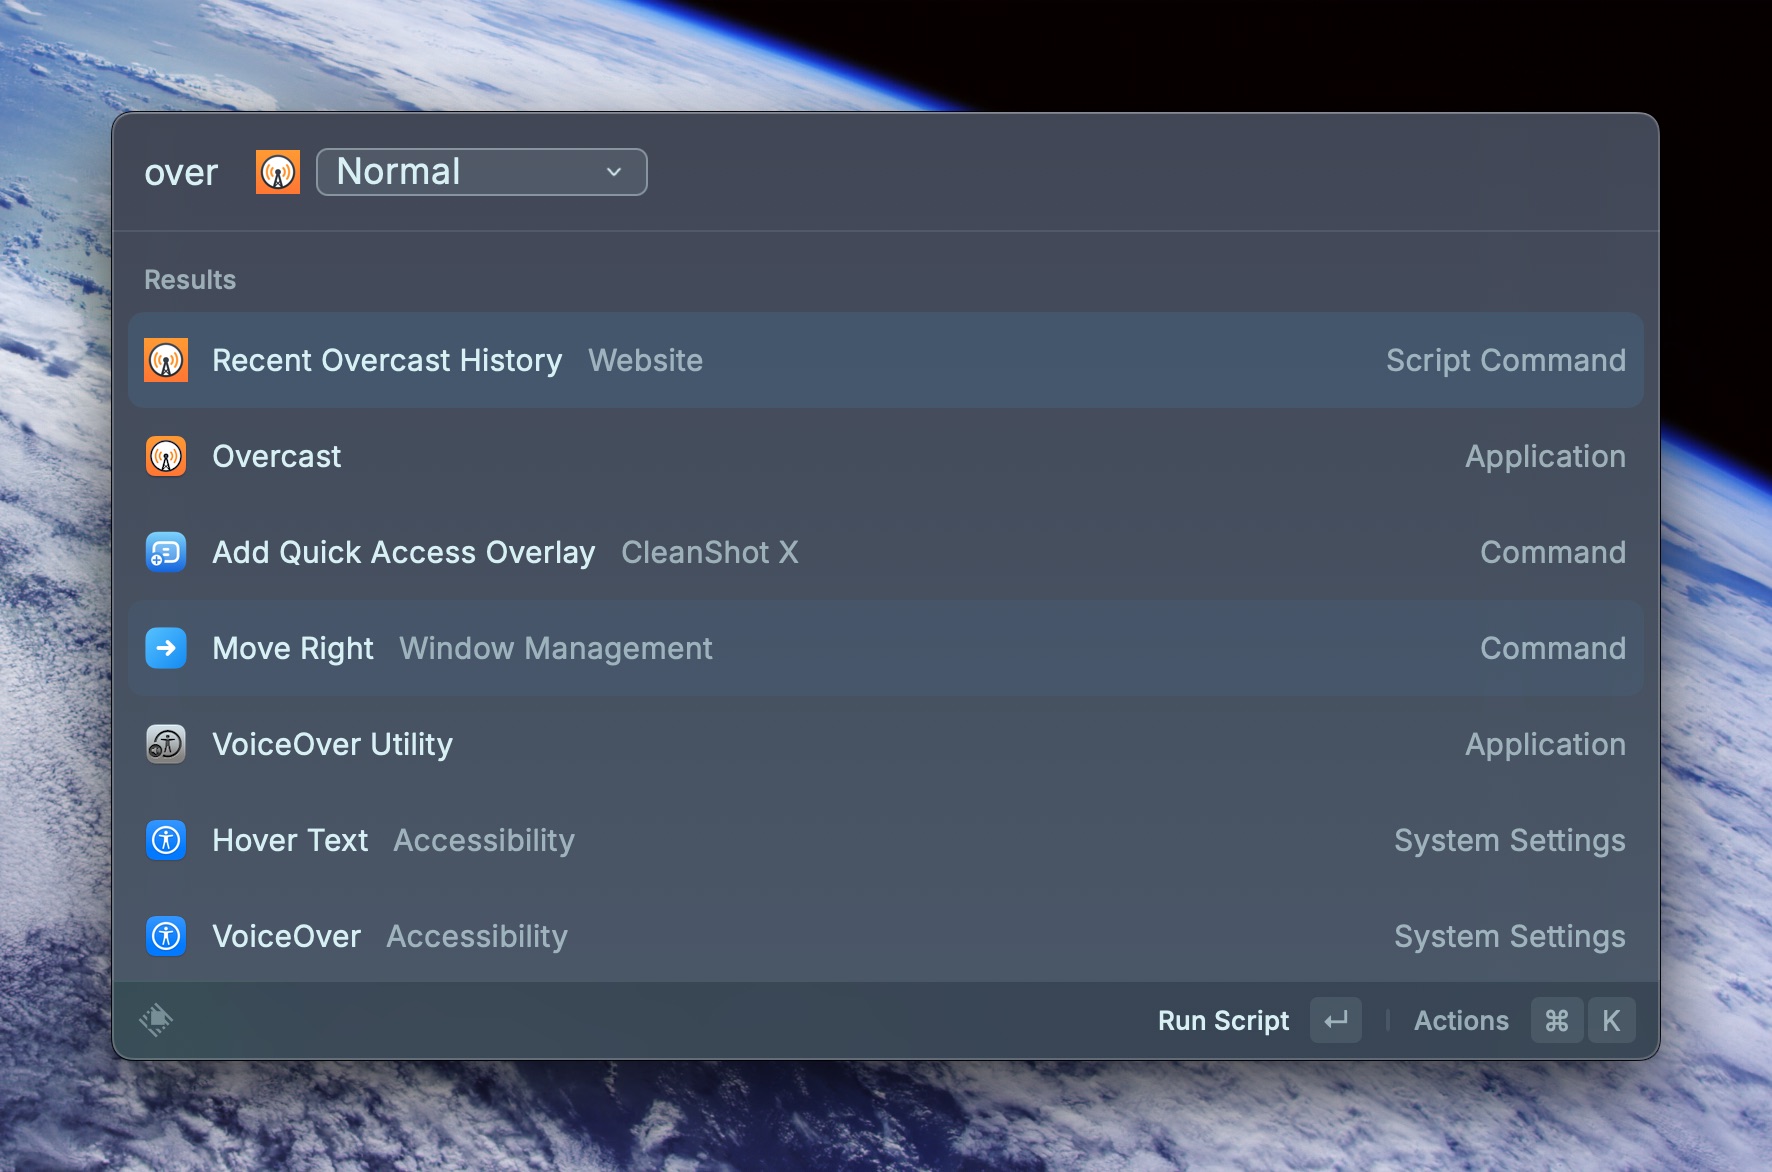 over Normal
Results
Recent Overcast History Website Script Command
Overcast Application
Add Quick Access Overlay CleanShot X Command
Move Right Window Management Command
VoiceOver Utility Application
Hover Text Accessibility System Settings
VoiceOver Accessibility System Settings
Run Script ↵ Actions ⌘ K